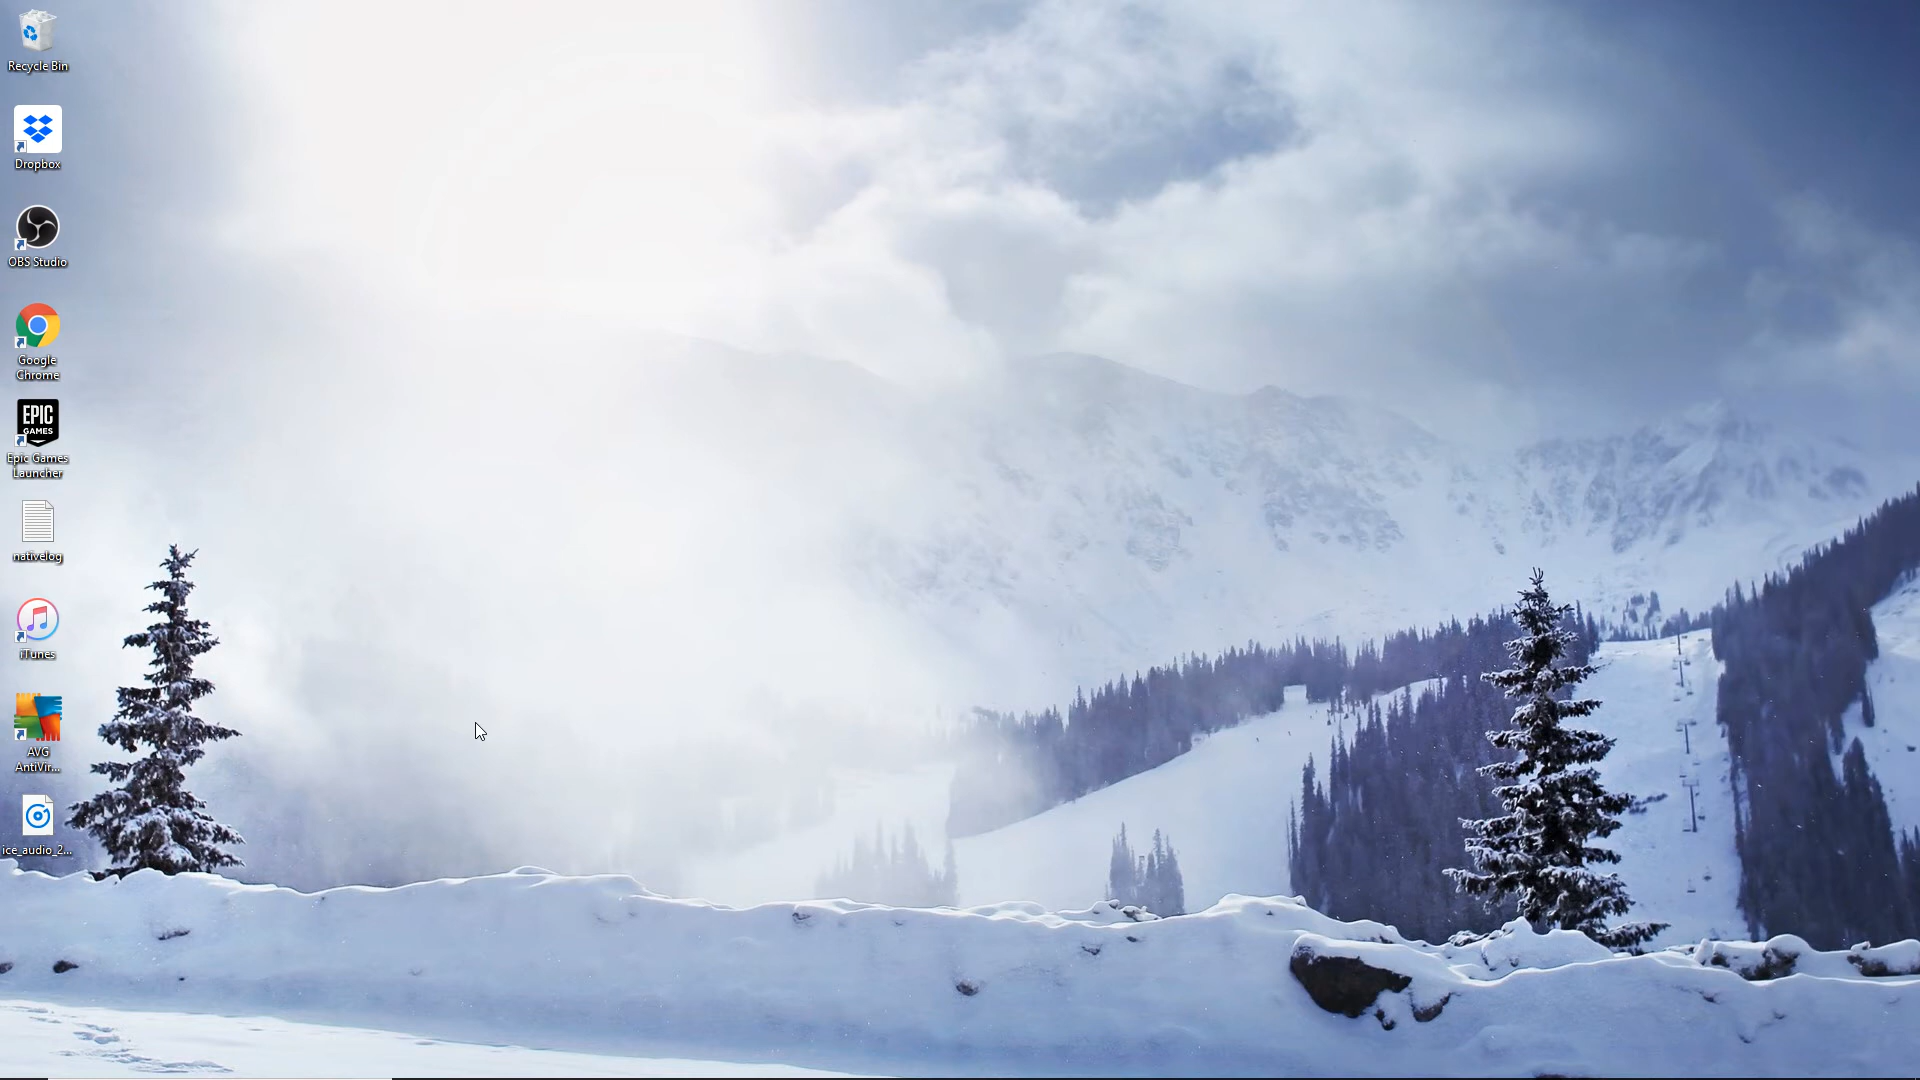 Recycle Bin
Dropbox
OBS Studio
Google
Chrome
EPIC
GAMES
Epic Games
Launcher
nativelog
iTunes
AVG
AntiVir...
ice_audio_2...